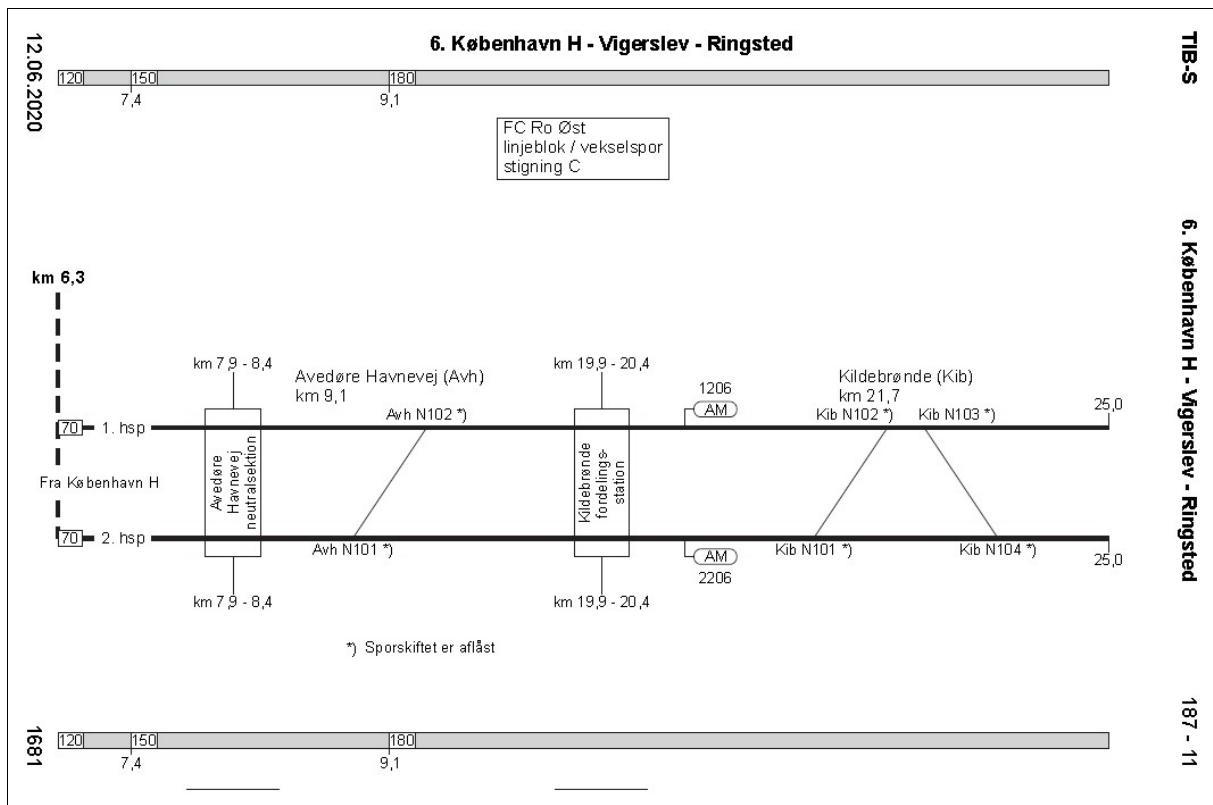 6. København H - Vigerslev - Ringsted
TIB-S
12.06.2020
120
150
180
7,4
9,1
FC Ro Øst
linjeblok / vekselspor
stigning C
6. København H - Vigerslev - Ringsted
km 6,3
km 7,9 - 8,4
km 19,9 - 20,4
Avedøre Havnevej (Avh)
km 9,1
Kildebrønde (Kib)
km 21,7
1206
AM
Avh N102 *)
Kib N102 *)
Kib N103 *)
25,0
70
1. hsp
Fra København H
Avedøre
Havnevej
neutralsektion
Kildebrønde
fordelings-
station
70
2. hsp
Avh N101 *)
AM
2206
Kib N101 *)
Kib N104 *)
25,0
km 7,9 - 8,4
km 19,9 - 20,4
*) Sporskiftet er aflåst
187 - 11
1681
120
150
180
7,4
9,1